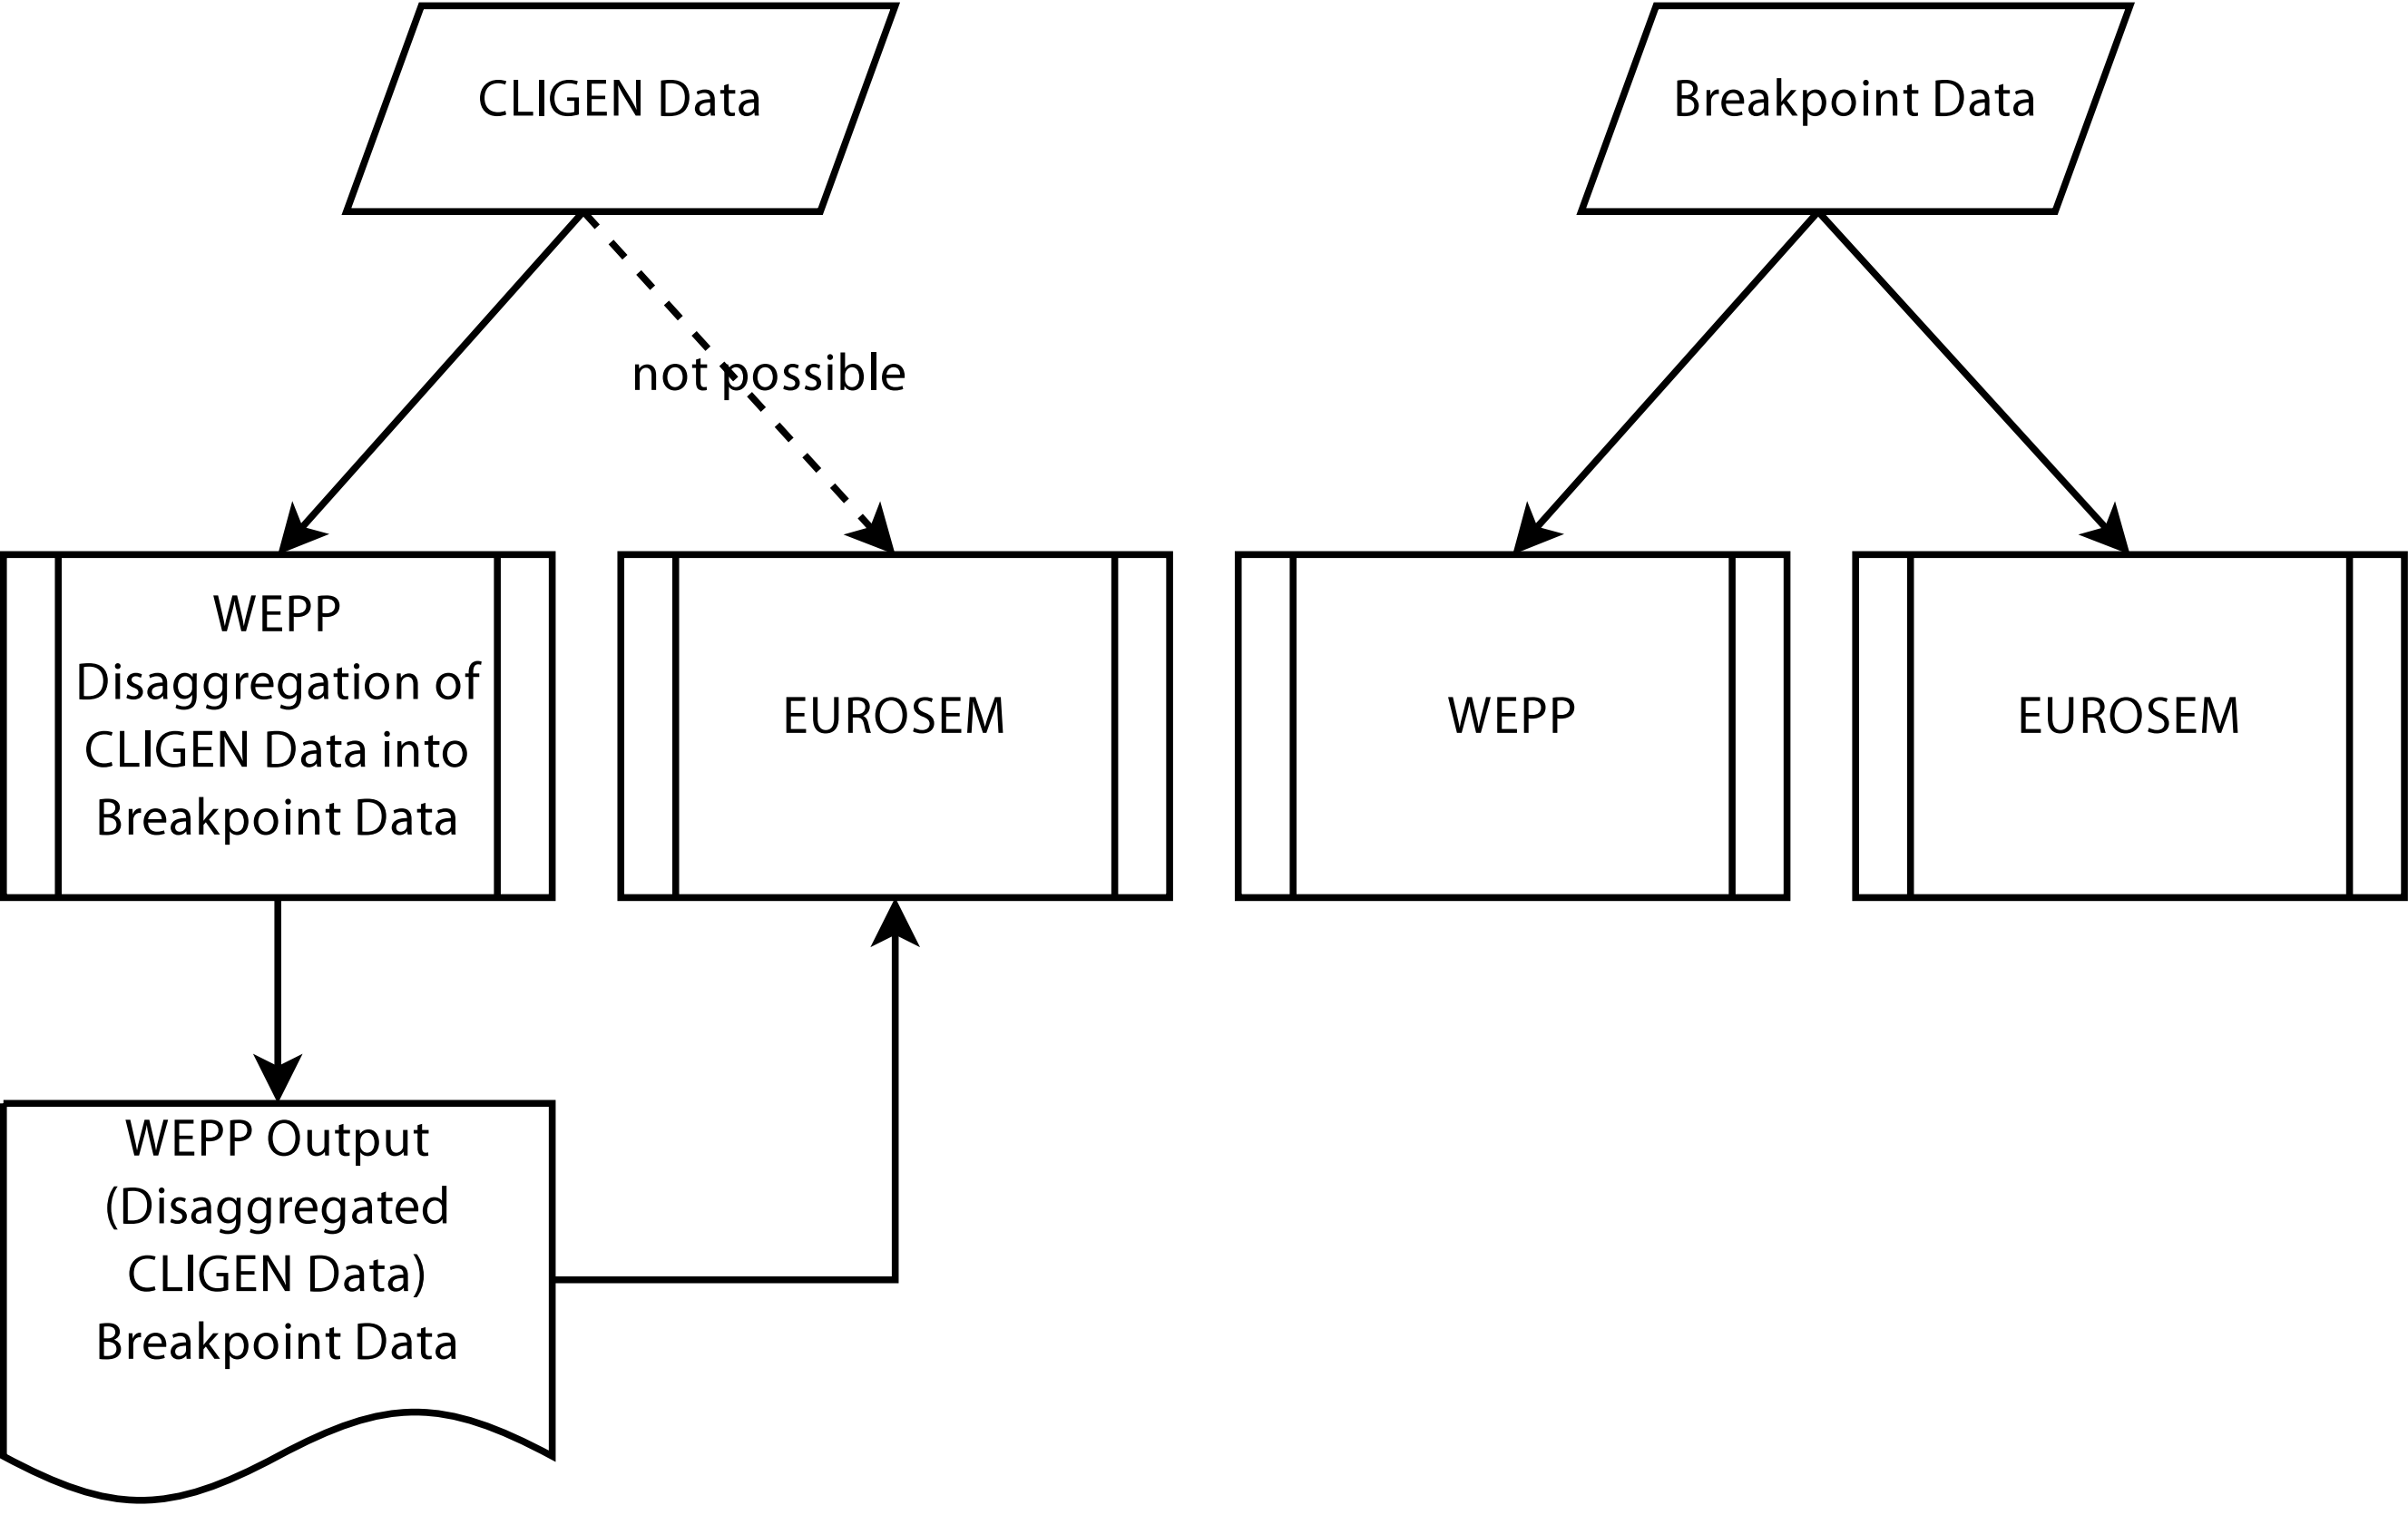 CLIGEN Data
Breakpoint Data
not possible
WEPP
Disaggregation of
CLIGEN Data into
Breakpoint Data
EUROSEM
WEPP
EUROSEM
WEPP Output
(Disaggregated
CLIGEN Data)
Breakpoint Data